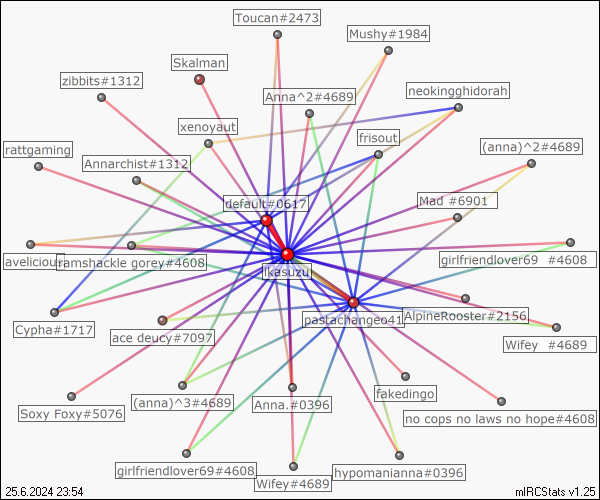 Toucan#2473
Mushy#1984
Skalman
zibbits#1312
neokingghidorah
Anna^2#4689
xenoyaut
frisout
rattgaming
(anna)^2#4689
Annarchist#1312
Mad #6901
default#0617
avelicious
ramshackle gorey#4608
girlfriendlover69 #4608
ikasuzu
pastachangeo41
AlpineRooster#2156
Cypha#1717
ace deucy#7097
Wifey #4689
fakedingo
Soxy Foxy#5076
(anna)^3#4689
Anna.#0396
no cops no laws no hope#4608
girlfriendlover69#4608
Wifey#4689
hypomanianna#0396
25.6.2024 23:54
mIRCStats v1.25